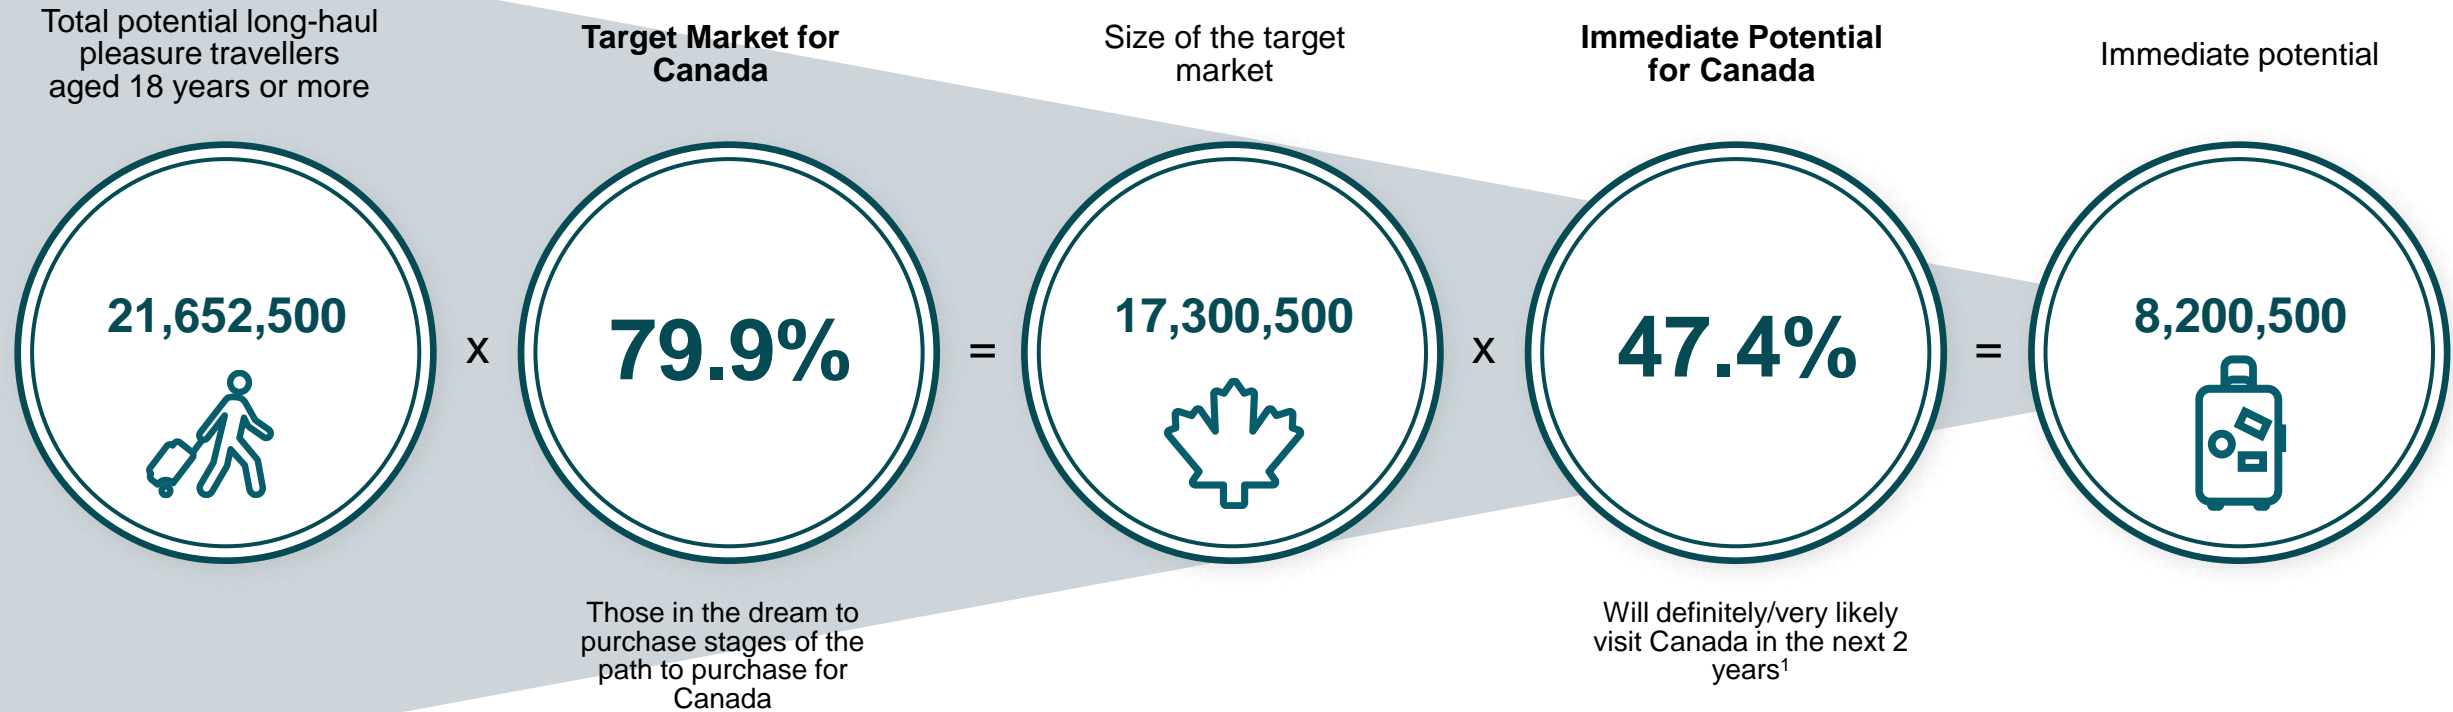 Total potential long-haul
pleasure travellers
aged 18 years or more
Target Market for
Canada
Size of the target
market
Immediate Potential
for Canada
Immediate potential
21,652,500
x
79.9%
=
17,300,500
x
47.4%
=
8,200,500
Those in the dream to
purchase stages of the
path to purchase for
Canada
Will definitely/very likely
visit Canada in the next 2
years¹